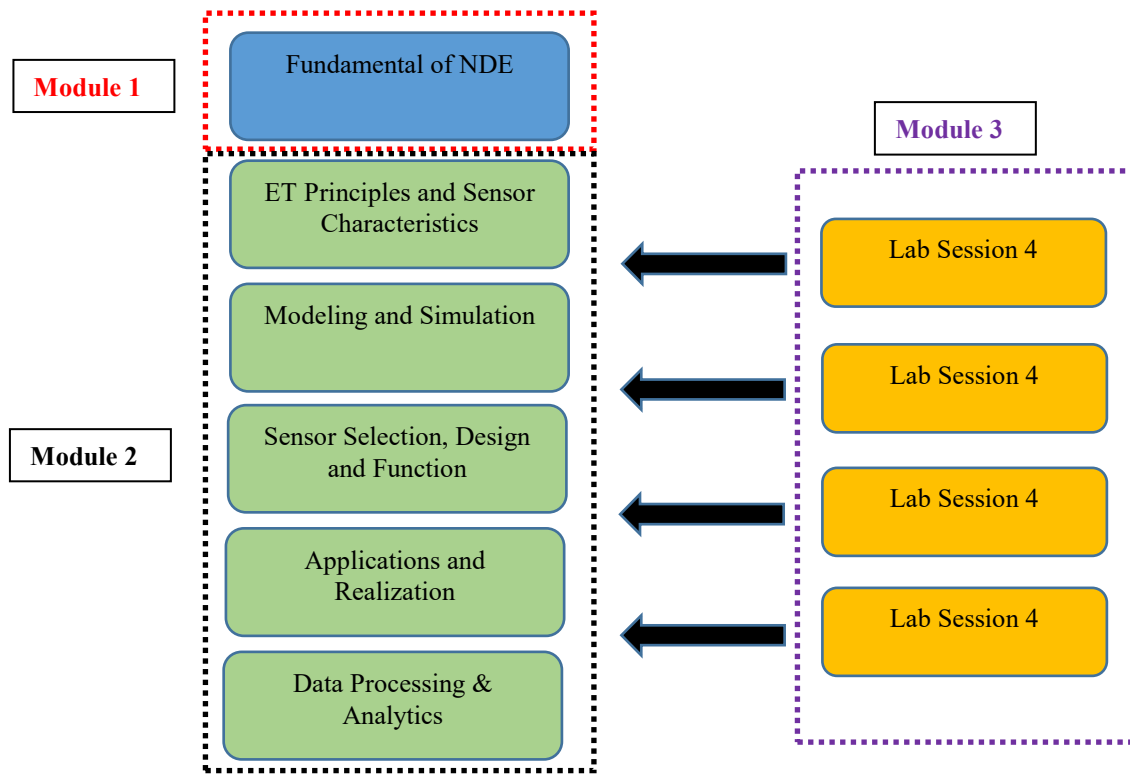 Module 1
Fundamental of NDE
Module 2
ET Principles and Sensor
Characteristics
Modeling and Simulation
Sensor Selection, Design
and Function
Applications and
Realization
Data Processing &
Analytics
Module 3
Lab Session 4
Lab Session 4
Lab Session 4
Lab Session 4